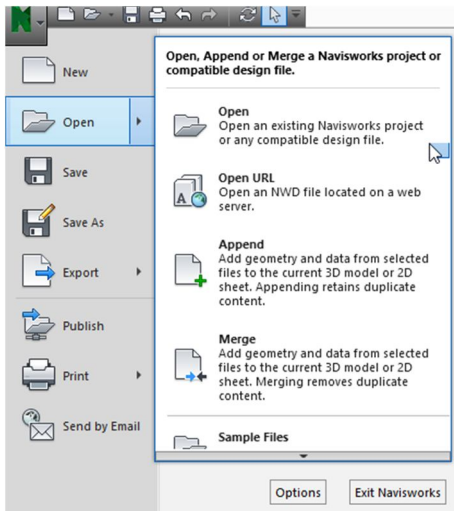 N
Open, Append or Merge a Navisworks project or
compatible design file.
New
Open
Save
Save As
Export
Publish
Print
Send by Email
Open
Open an existing Navisworks project
or any compatible design file.
Open URL
Open an NWD file located on a web
server.
Append
Add geometry and data from selected
files to the current 3D model or 2D
sheet. Appending retains duplicate
content.
Merge
Add geometry and data from selected
files to the current 3D model or 2D
sheet. Merging removes duplicate
content.
Sample Files
Options
Exit Navisworks